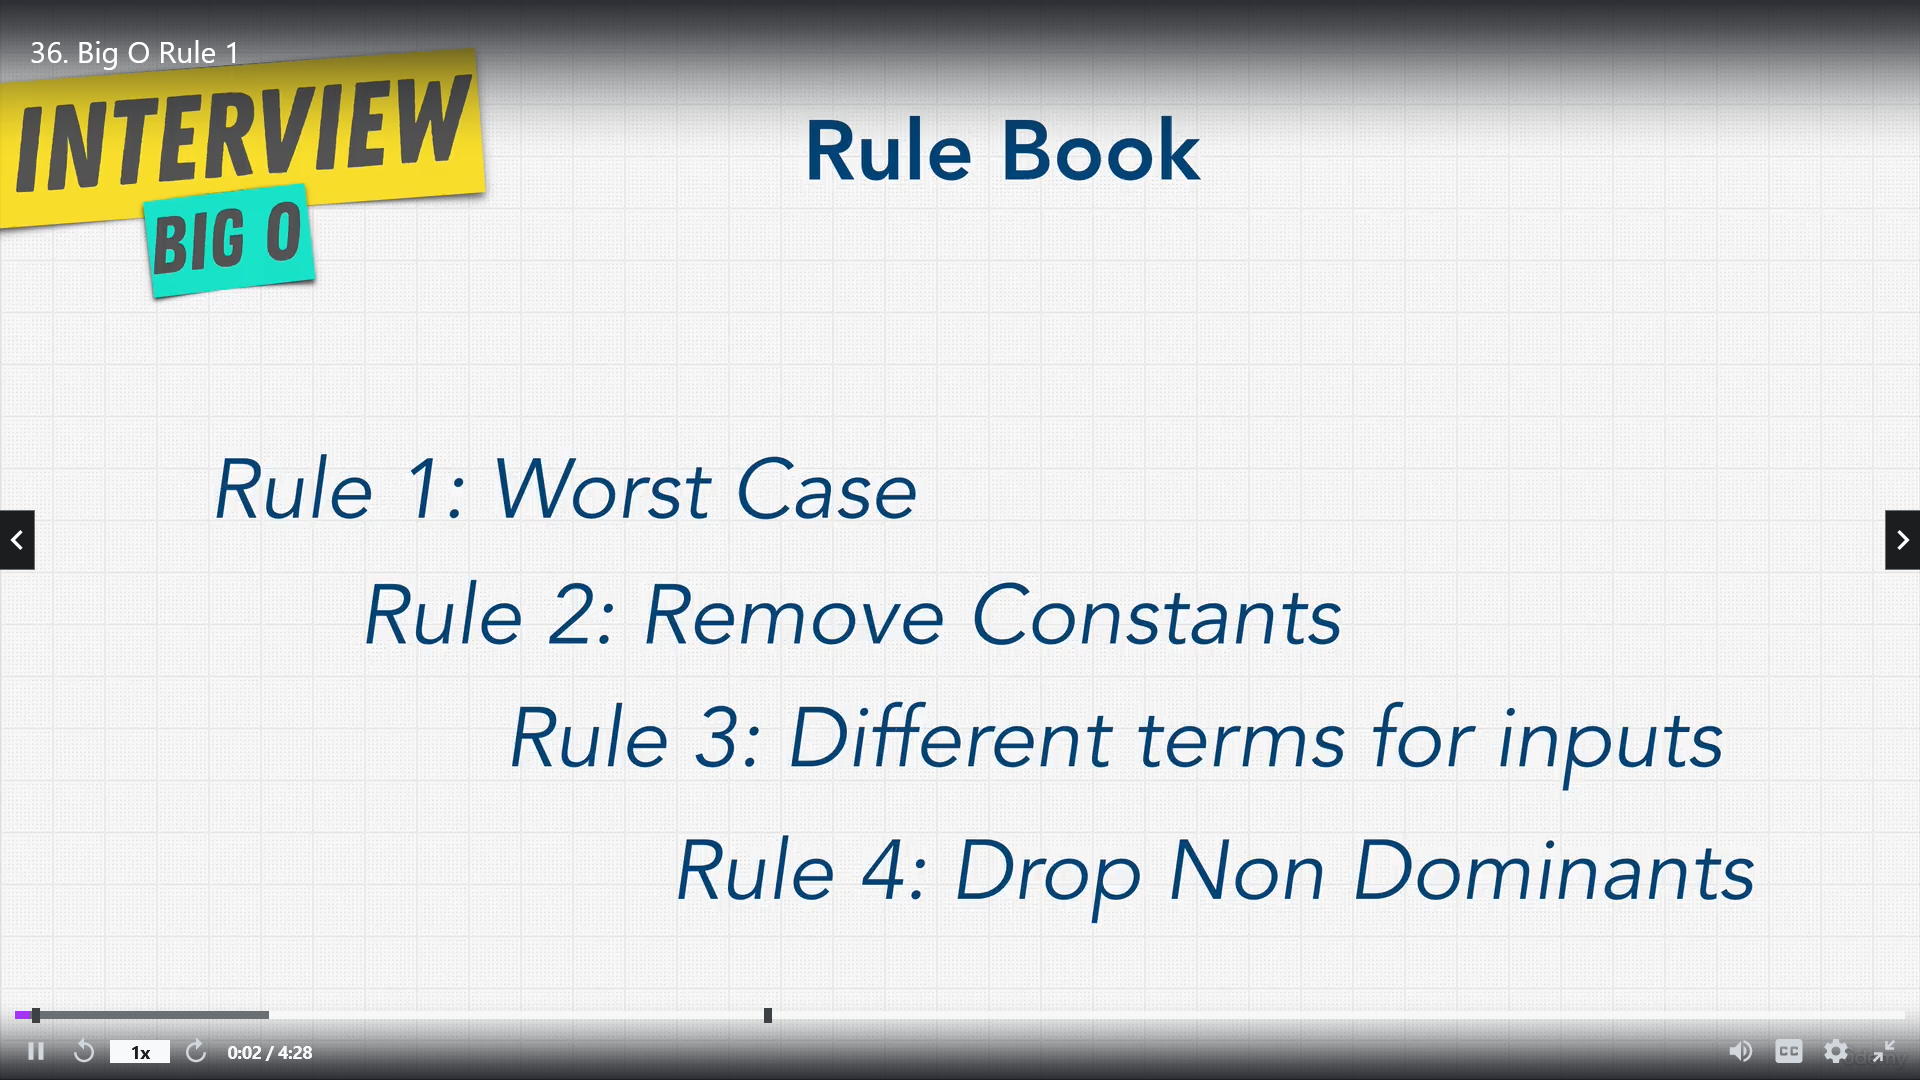 36. Big O Rule 1
INTERVIEW
BIG O
Rule Book
Rule 1: Worst Case
Rule 2: Remove Constants
Rule 3: Different terms for inputs
Rule 4: Drop Non Dominants
1x
0:02 / 4:28
CC